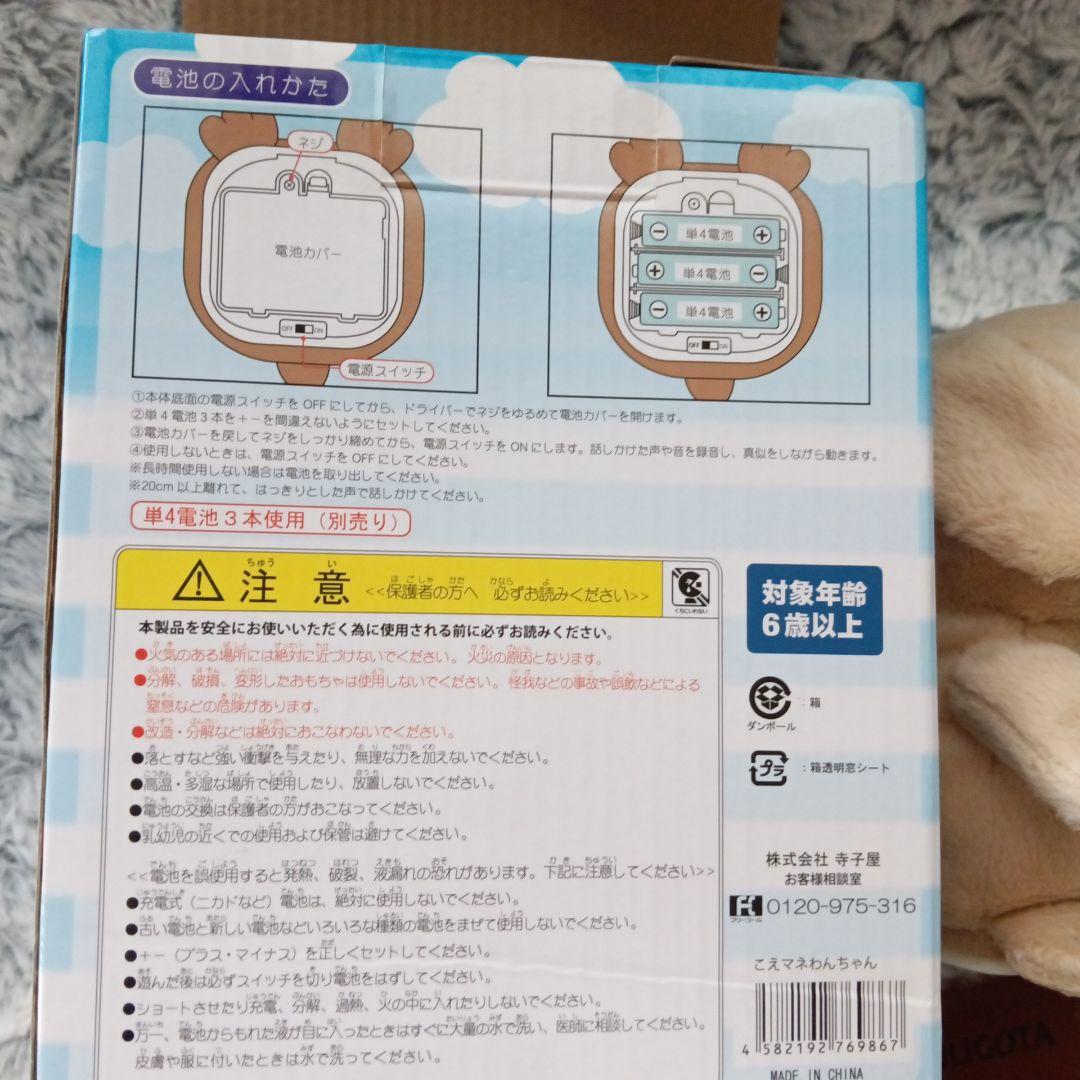 電池の入れかた
ネジ
電池カバー
OFF ON
電源スイッチ
単4電池
単4電池
単4電池
OFF ON
①本体底面の電源スイッチをOFFにしてから、ドライバーでネジをゆるめて電池カバーを開けます。
②単4電池3本を+-を間違えないようにセットしてください。
③電池カバーを戻してネジをしっかり締めてから、電源スイッチをONにします。話しかけた声や音を録音し、真似をしながら動きます。
④使用しないときは、電源スイッチをOFFにしてください。
※長時間使用しない場合は電池を取り出してください。
※20cm以上離れて、はっきりとした声で話しかけてください。
単4電池3本使用(別売り)
注意 <<保護者の方へ 必ずお読みください>>
くちにいれない
本製品を安全にお使いいただく為に使用される前に必ずお読みください。
●火気のある場所には絶対に近づけないでください。火災の原因となります。
●分解、破損、変形したおもちゃは使用しないでください。怪我などの事故や誤飲などによる
窒息などの危険があります。
●改造・分解などは絶対におこなわないでください。
●落とすなど強い衝撃を与えたり、無理な力を加えないでください。
●高温・多湿な場所で使用したり、放置しないでください。
●電池の交換は保護者の方がおこなってください。
●乳幼児の近くでの使用および保管は避けてください。
<<電池を誤使用すると発熱、破裂、液漏れの恐れがあります。下記に注意してください>>
●充電式(ニカドなど)電池は、絶対に使用しないでください。
●古い電池と新しい電池などいろいろな種類の電池をまぜて使用しないでください。
●+-(プラス・マイナス)を正しくセットしてください。
●遊んだ後は必ずスイッチを切り電池をはずしてください。
●ショートさせたり充電、分解、過熱、火の中に入れたりしないでください。
●万一、電池からもれた液が目に入ったときはすぐに大量の水で洗い、医師に相談してください。
皮膚や服に付いたときは水で洗ってください。
対象年齢
6歳以上
:箱
ダンボール
プラ
:箱透明窓シート
株式会社 寺子屋
お客様相談室
フリーコール
0120-975-316
こえマネわんちゃん
4 582192 769867
MADE IN CHINA